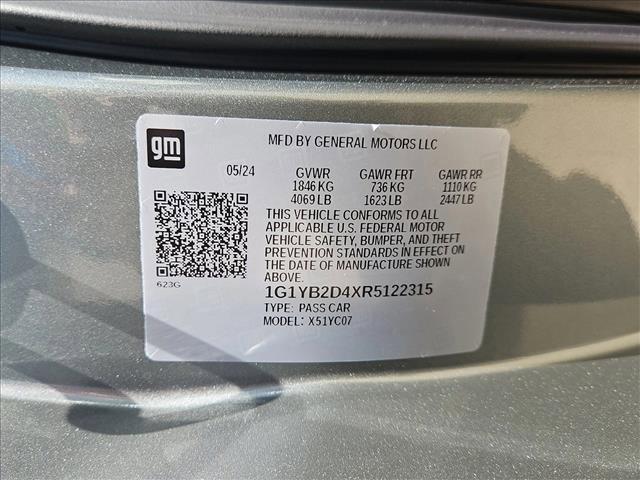 gm
MFD BY GENERAL MOTORS LLC
05/24 GVWR GAWR FRT GAWR RR
1846 KG 736 KG 1110 KG
4069 LB 1623 LB 2447 LB
THIS VEHICLE CONFORMS TO ALL
APPLICABLE U.S. FEDERAL MOTOR
VEHICLE SAFETY, BUMPER, AND THEFT
PREVENTION STANDARDS IN EFFECT ON
THE DATE OF MANUFACTURE SHOWN
ABOVE.
623G
1G1YB2D4XR5122315
TYPE: PASS CAR
MODEL: X51YC07